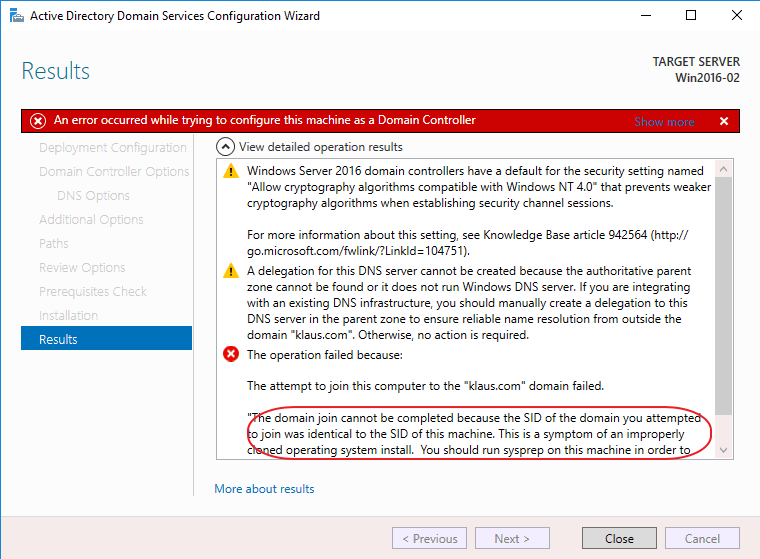 Active Directory Domain Services Configuration Wizard
Results
TARGET SERVER
Win2016-02
An error occurred while trying to configure this machine as a Domain Controller
Show more
Deployment Configuration
Domain Controller Options
DNS Options
Additional Options
Paths
Review Options
Prerequisites Check
Installation
Results
View detailed operation results
Windows Server 2016 domain controllers have a default for the security setting named
"Allow cryptography algorithms compatible with Windows NT 4.0" that prevents weaker
cryptography algorithms when establishing security channel sessions.
For more information about this setting, see Knowledge Base article 942564 (http://
go.microsoft.com/fwlink/?LinkId=104751).
A delegation for this DNS server cannot be created because the authoritative parent
zone cannot be found or it does not run Windows DNS server. If you are integrating
with an existing DNS infrastructure, you should manually create a delegation to this
DNS server in the parent zone to ensure reliable name resolution from outside the
domain "klaus.com". Otherwise, no action is required.
The operation failed because:
The attempt to join this computer to the "klaus.com" domain failed.
"The domain join cannot be completed because the SID of the domain you attempted
to join was identical to the SID of this machine. This is a symptom of an improperly
cloned operating system install.  You should run sysprep on this machine in order to
More about results
< Previous
Next >
Close
Cancel